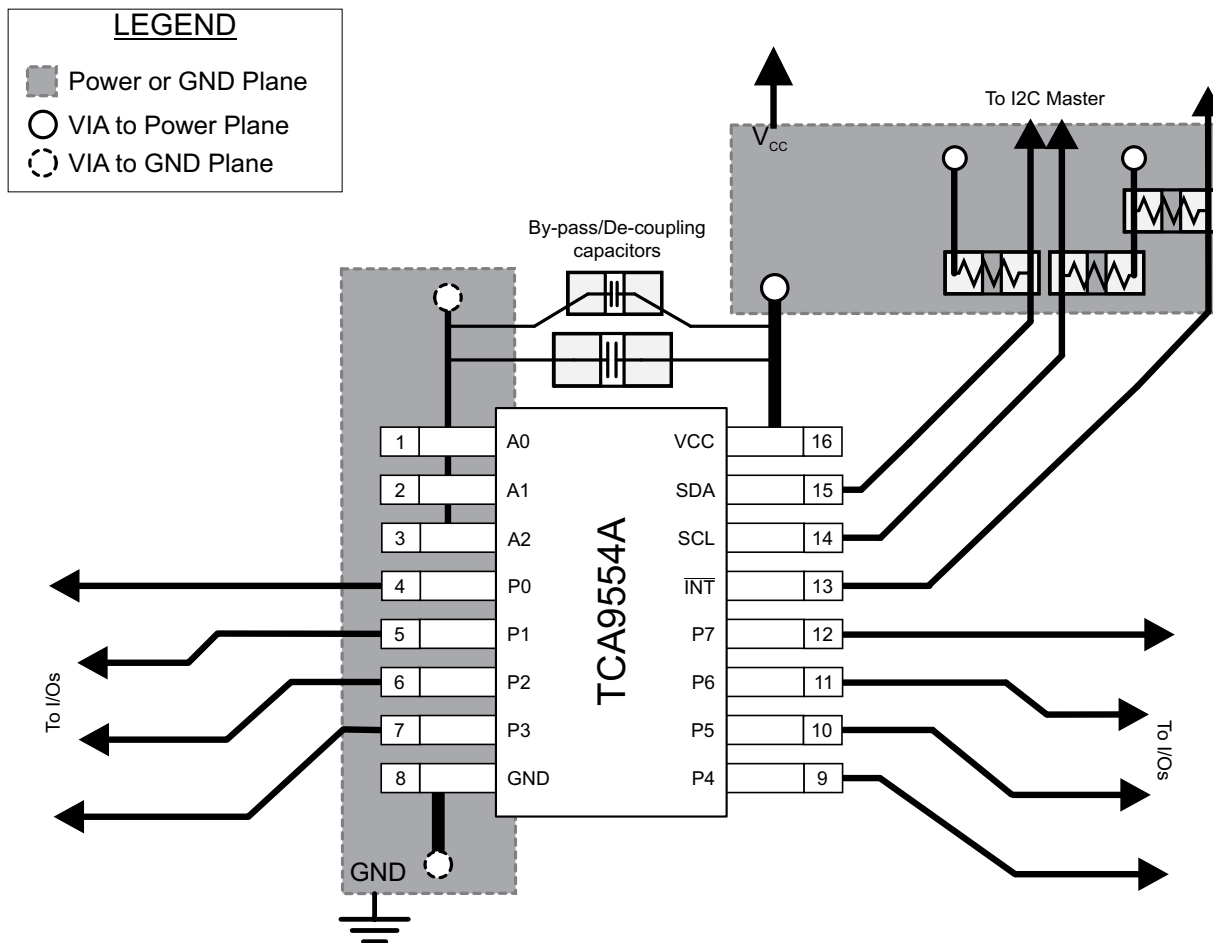 LEGEND
Power or GND Plane
VIA to Power Plane
VIA to GND Plane
To I2C Master
VCC
By-pass/De-coupling
capacitors
1 A0 VCC 16
2 A1 SDA 15
3 A2 SCL 14
4 P0 INT 13
5 P1 P7 12
6 P2 P6 11
7 P3 P5 10
8 GND P4 9
TCA9554A
To I/Os
To I/Os
GND